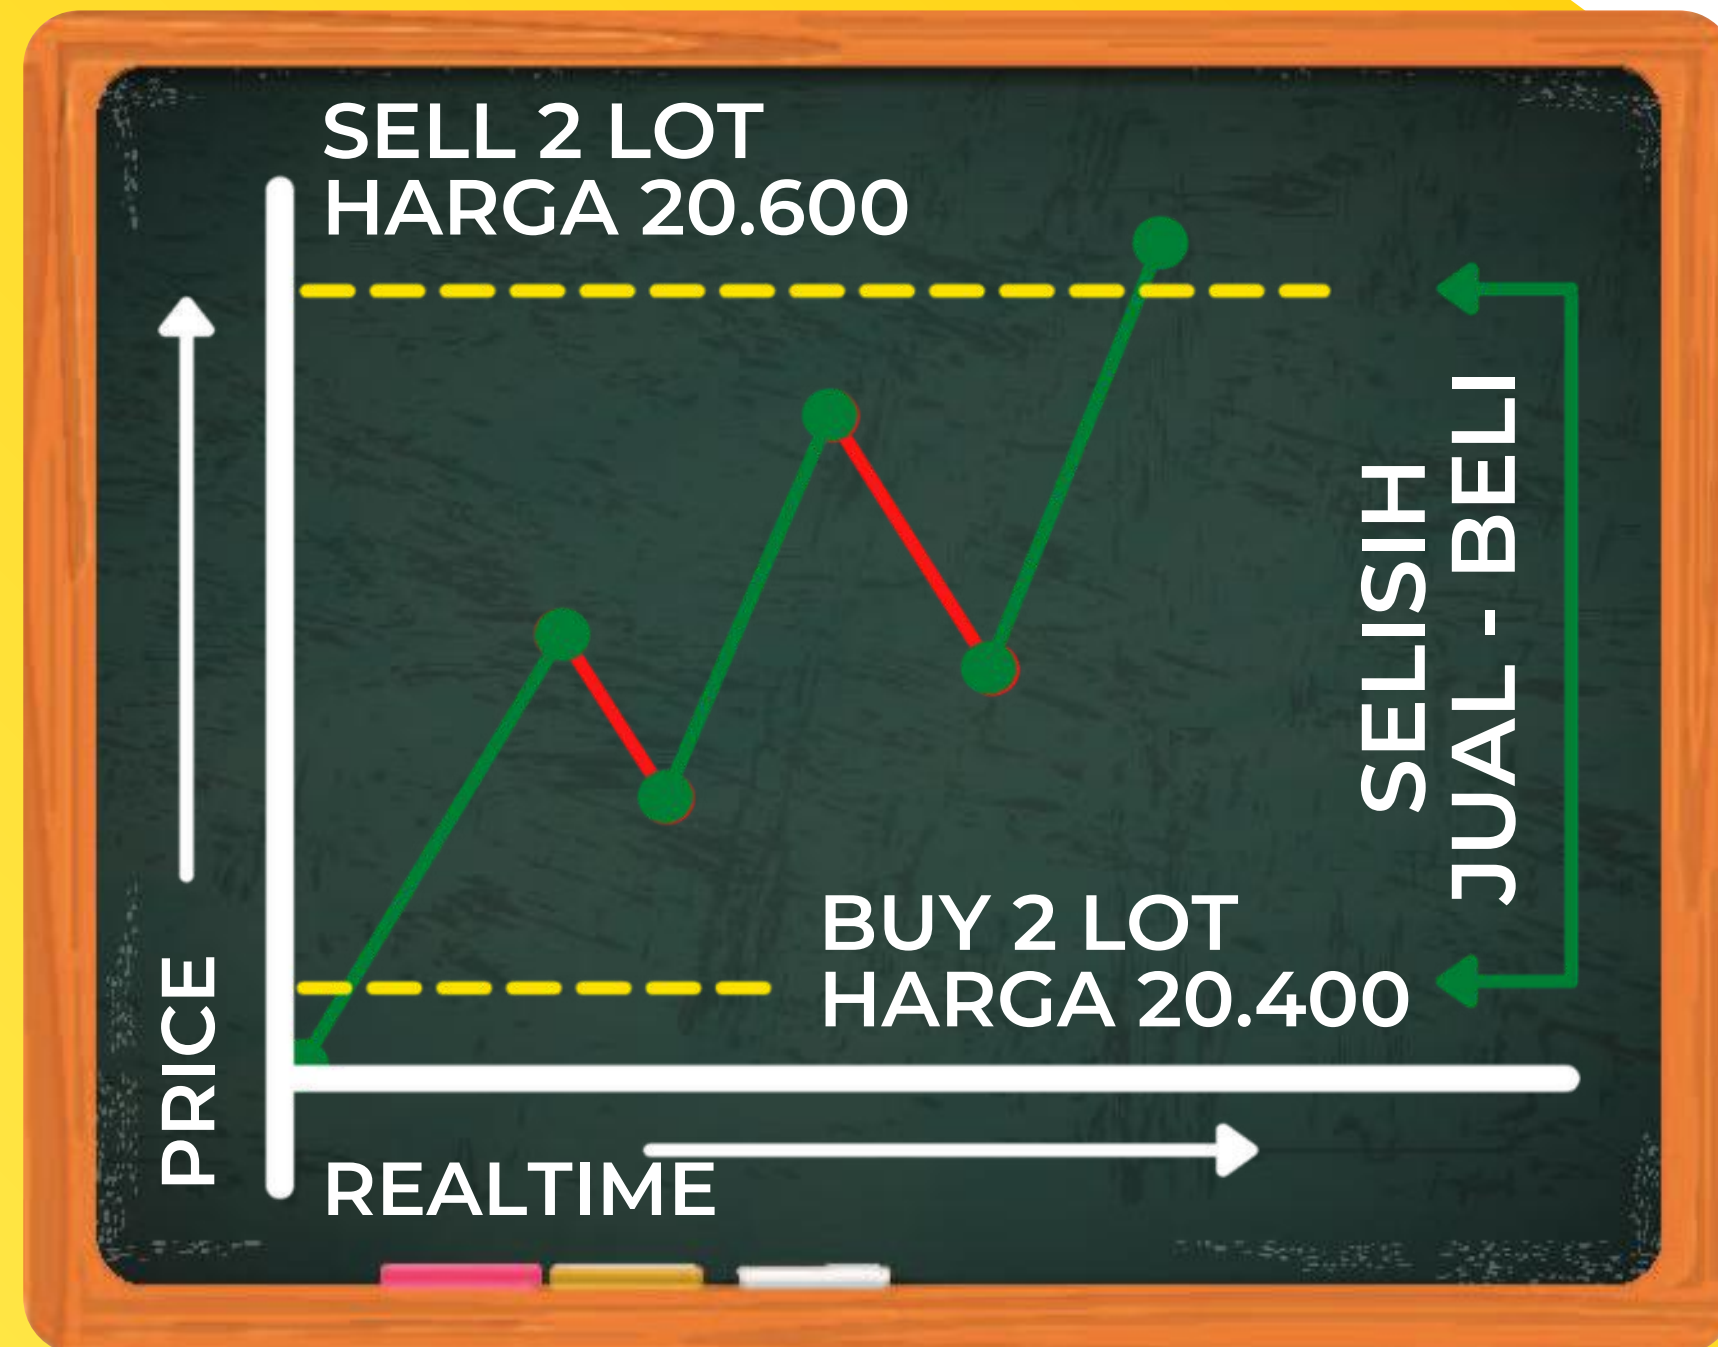 SELL 2 LOT
HARGA 20.600
SELISIH
JUAL - BELI
BUY 2 LOT
HARGA 20.400
PRICE
REALTIME